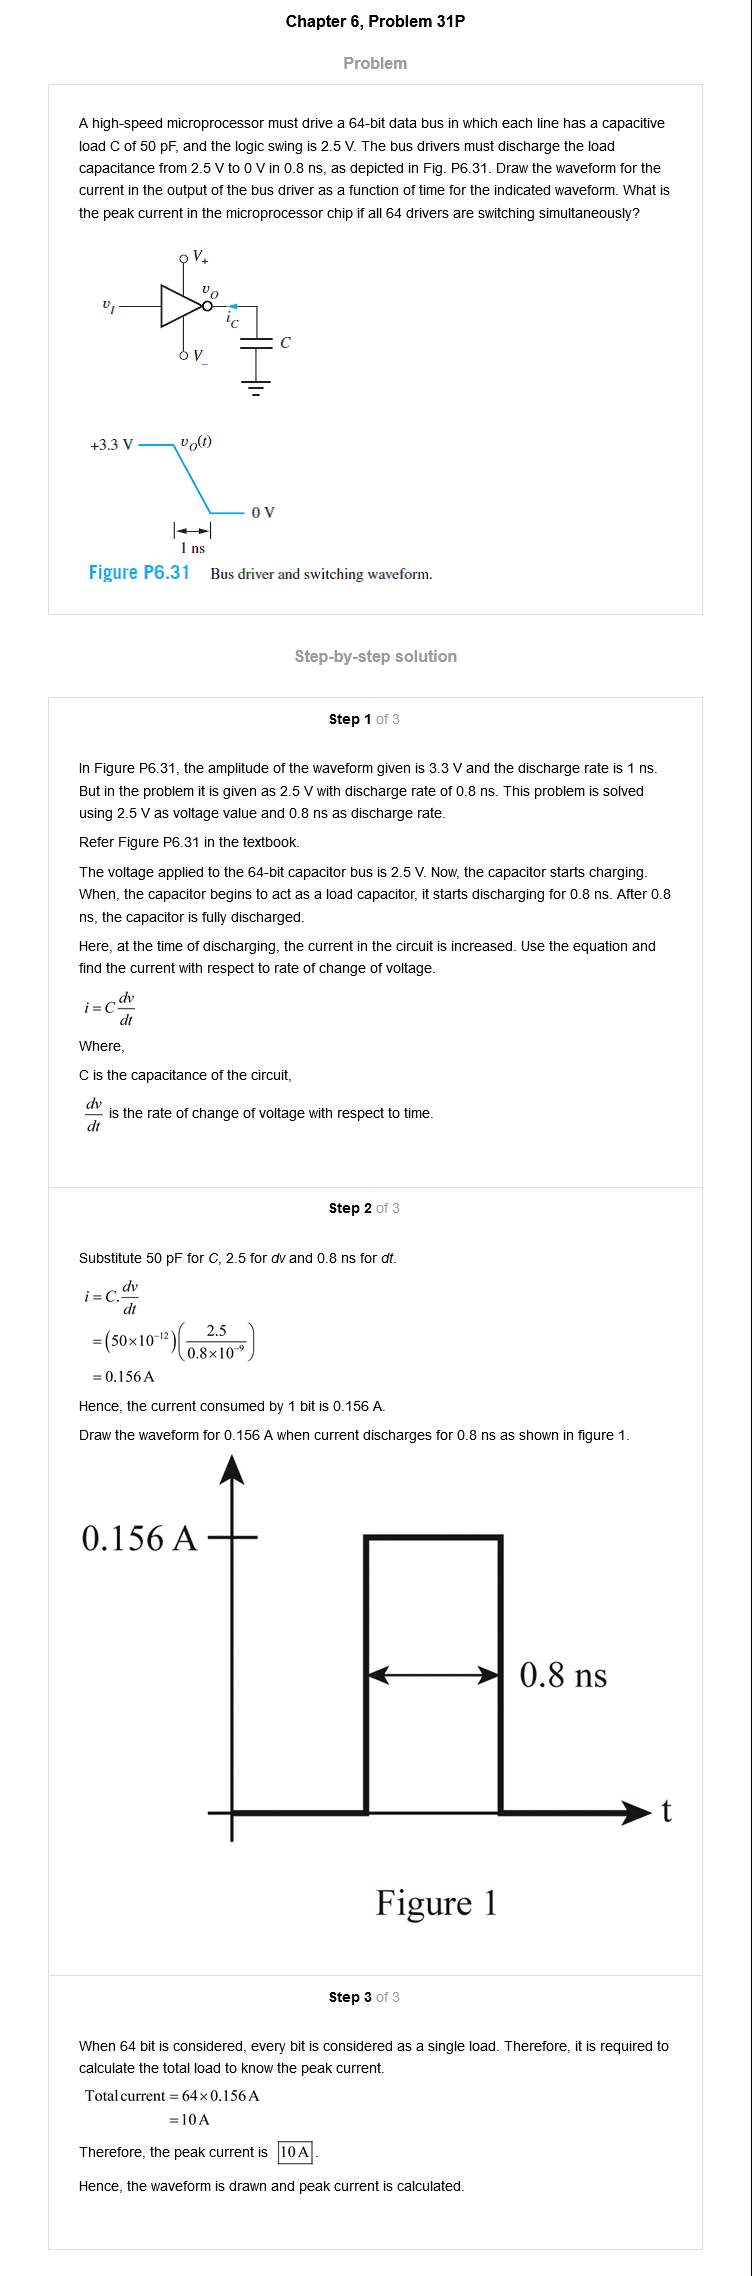 Chapter 6, Problem 31P
Problem
A high-speed microprocessor must drive a 64-bit data bus in which each line has a capacitive
load C of 50 pF, and the logic swing is 2.5 V. The bus drivers must discharge the load
capacitance from 2.5 V to 0 V in 0.8 ns, as depicted in Fig. P6.31. Draw the waveform for the
current in the output of the bus driver as a function of time for the indicated waveform. What is
the peak current in the microprocessor chip if all 64 drivers are switching simultaneously?
V₊
v_O
v_I
i_C
C
V₋
+3.3 V
v_O(t)
0 V
1 ns
Figure P6.31 Bus driver and switching waveform.
Step-by-step solution
Step 1 of 3
In Figure P6.31, the amplitude of the waveform given is 3.3 V and the discharge rate is 1 ns.
But in the problem it is given as 2.5 V with discharge rate of 0.8 ns. This problem is solved
using 2.5 V as voltage value and 0.8 ns as discharge rate.
Refer Figure P6.31 in the textbook.
The voltage applied to the 64-bit capacitor bus is 2.5 V. Now, the capacitor starts charging.
When, the capacitor begins to act as a load capacitor, it starts discharging for 0.8 ns. After 0.8
ns, the capacitor is fully discharged.
Here, at the time of discharging, the current in the circuit is increased. Use the equation and
find the current with respect to rate of change of voltage.
i = C dv/dt
Where,
C is the capacitance of the circuit,
dv/dt is the rate of change of voltage with respect to time.
Step 2 of 3
Substitute 50 pF for C, 2.5 for dv and 0.8 ns for dt.
i = C. dv/dt
= (50×10⁻¹²)(2.5/0.8×10⁻⁹)
= 0.156 A
Hence, the current consumed by 1 bit is 0.156 A.
Draw the waveform for 0.156 A when current discharges for 0.8 ns as shown in figure 1.
0.156 A
0.8 ns
t
Figure 1
Step 3 of 3
When 64 bit is considered, every bit is considered as a single load. Therefore, it is required to
calculate the total load to know the peak current.
Total current = 64×0.156 A
= 10 A
Therefore, the peak current is 10 A.
Hence, the waveform is drawn and peak current is calculated.